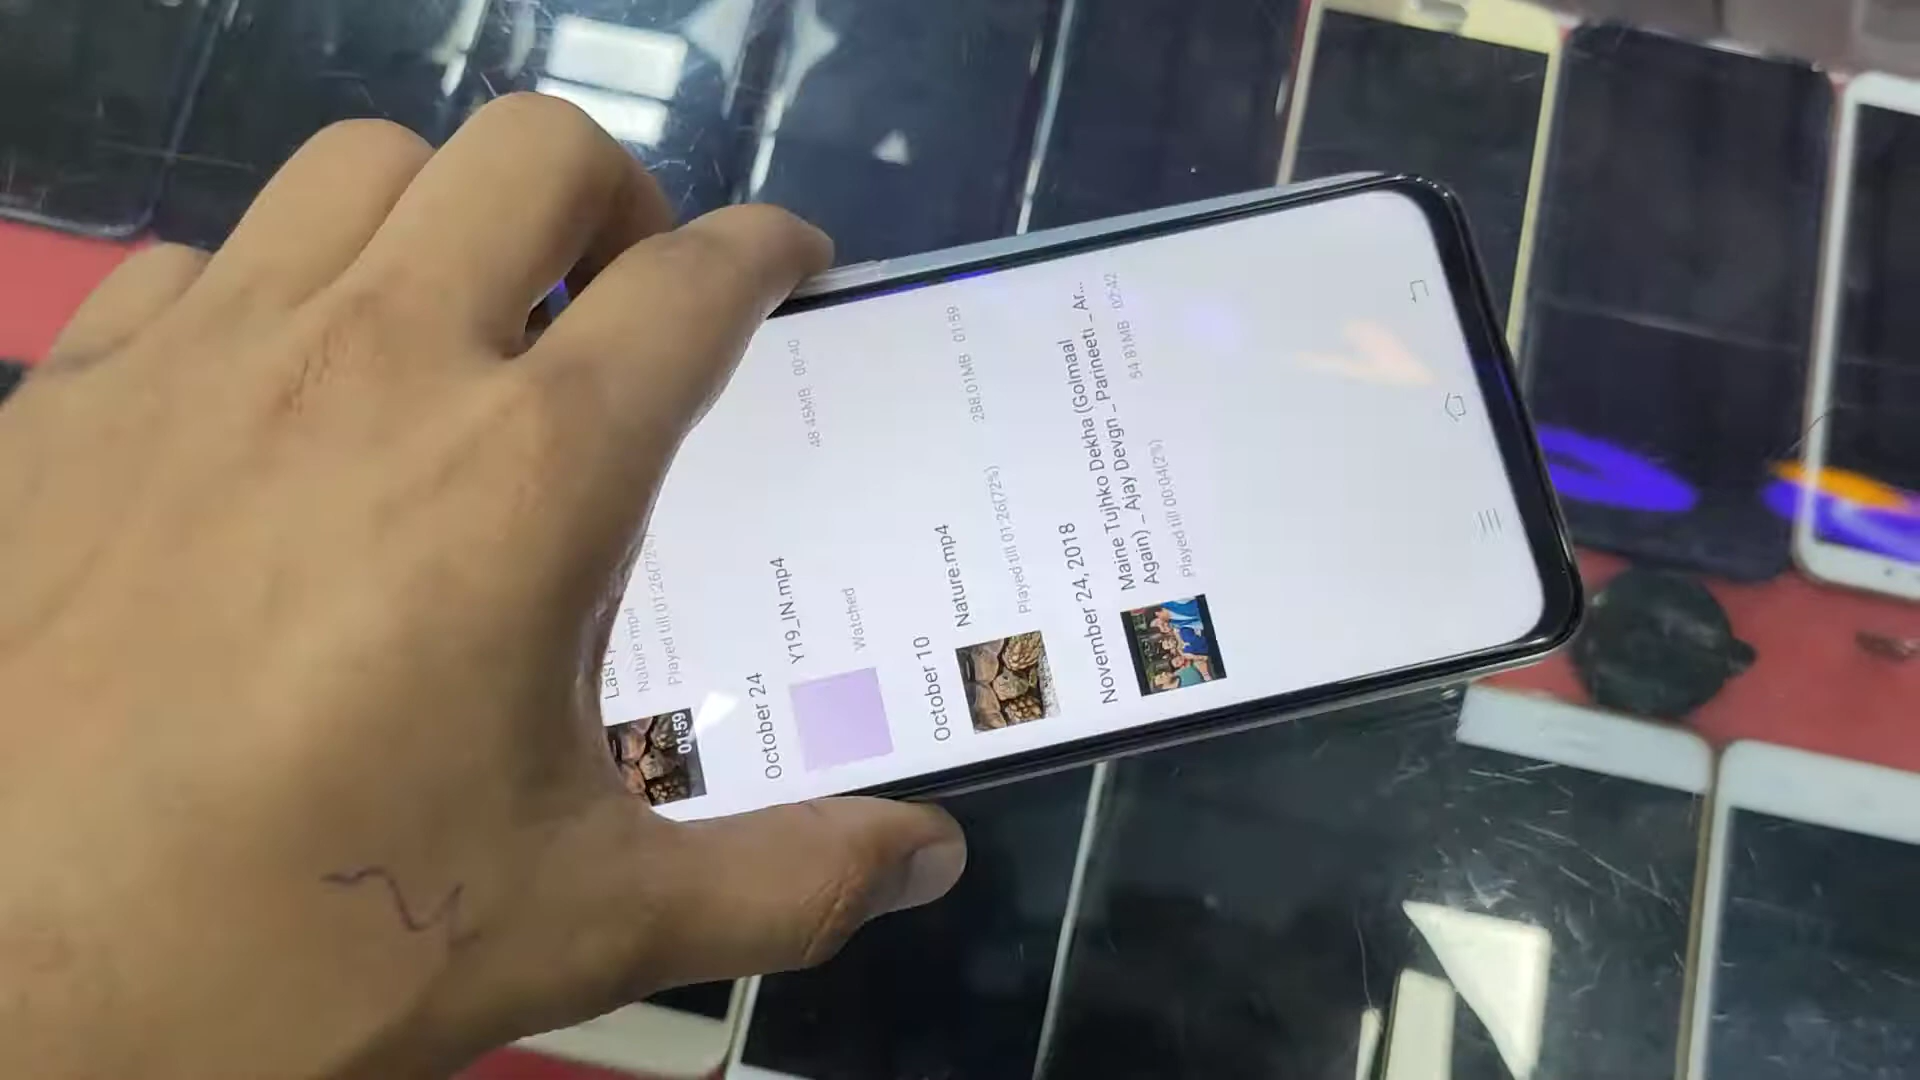 Nature.mp4
Played till 01:26(72%)
01:59
October 24
Y19_IN.mp4
Watched
48.45MB 00:40
October 10
Nature.mp4
Played till 01:26(72%)
288.01MB 01:59
November 24, 2018
Maine Tujhko Dekha (Golmaal
Again) _ Ajay Devgn _ Parineeti _ Ar...
Played till 00:04(2%)
54.81MB 02:42